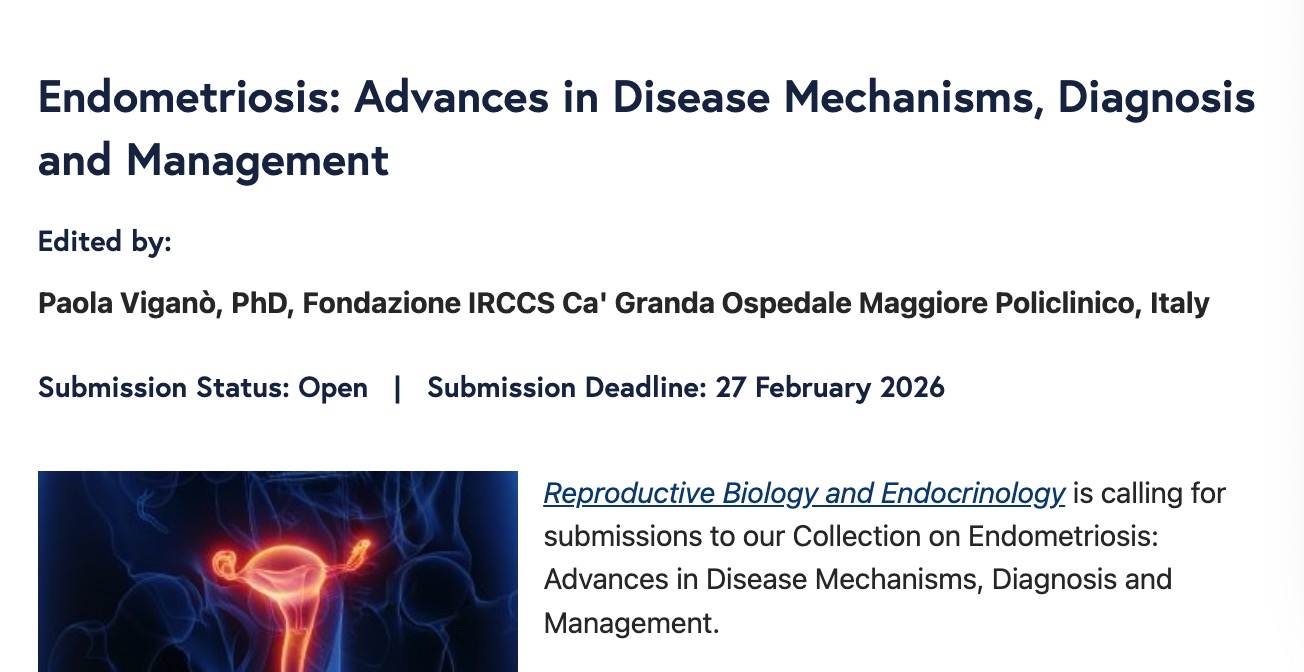 Endometriosis: Advances in Disease Mechanisms, Diagnosis
and Management
Edited by:
Paola Viganò, PhD, Fondazione IRCCS Ca' Granda Ospedale Maggiore Policlinico, Italy
Submission Status: Open | Submission Deadline: 27 February 2026
Reproductive Biology and Endocrinology is calling for
submissions to our Collection on Endometriosis:
Advances in Disease Mechanisms, Diagnosis and
Management.